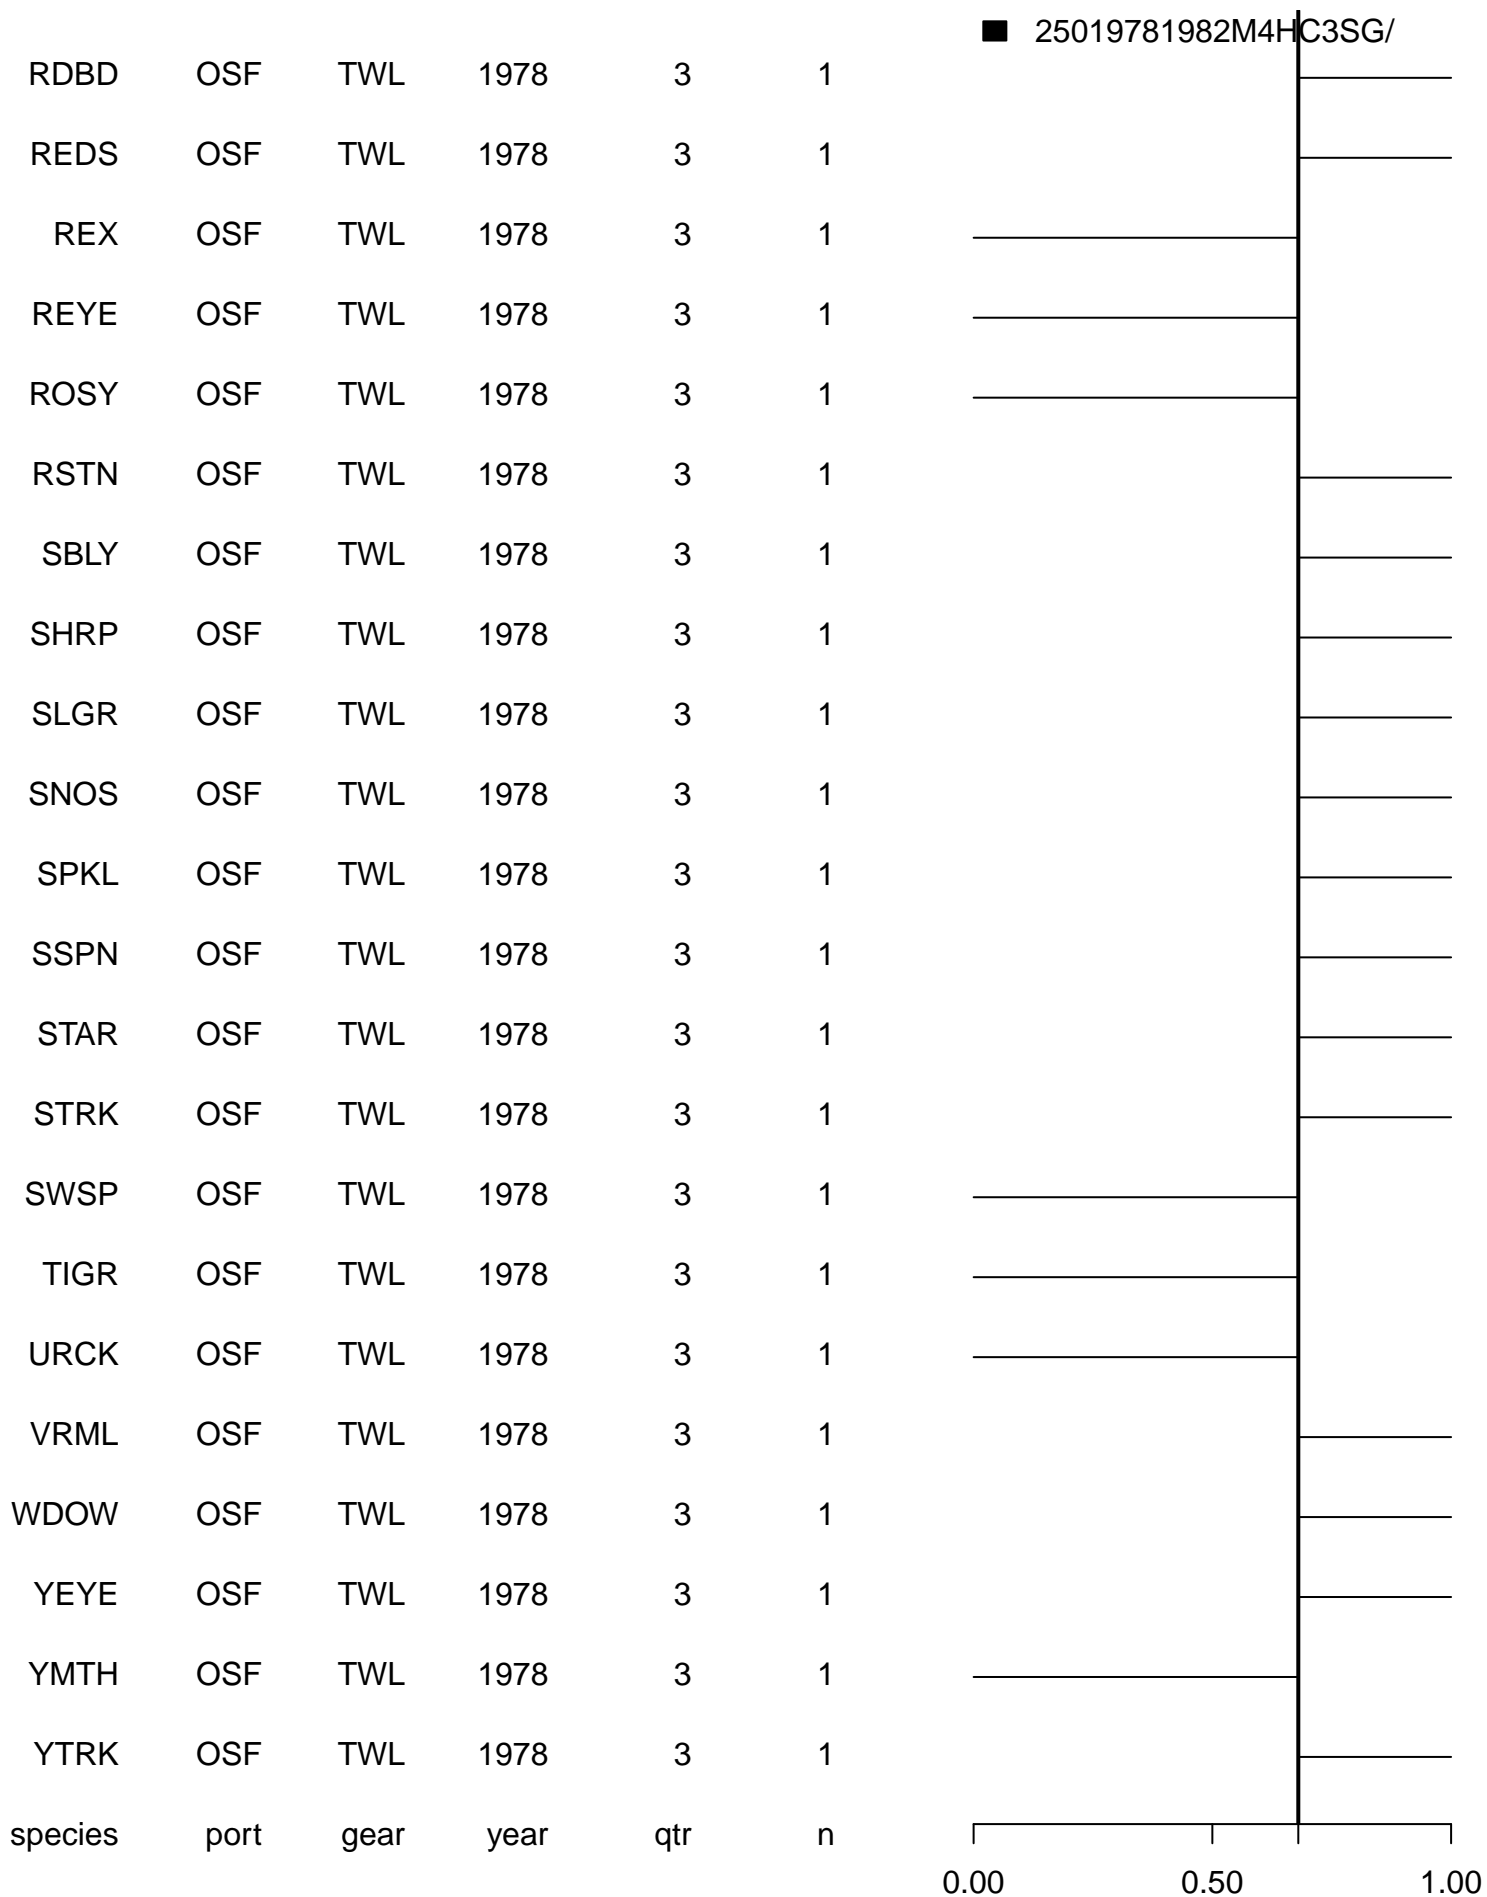 25019781982M4HC3SG/
RDBD OSF TWL 1978 3 1
REDS OSF TWL 1978 3 1
REX OSF TWL 1978 3 1
REYE OSF TWL 1978 3 1
ROSY OSF TWL 1978 3 1
RSTN OSF TWL 1978 3 1
SBLY OSF TWL 1978 3 1
SHRP OSF TWL 1978 3 1
SLGR OSF TWL 1978 3 1
SNOS OSF TWL 1978 3 1
SPKL OSF TWL 1978 3 1
SSPN OSF TWL 1978 3 1
STAR OSF TWL 1978 3 1
STRK OSF TWL 1978 3 1
SWSP OSF TWL 1978 3 1
TIGR OSF TWL 1978 3 1
URCK OSF TWL 1978 3 1
VRML OSF TWL 1978 3 1
WDOW OSF TWL 1978 3 1
YEYE OSF TWL 1978 3 1
YMTH OSF TWL 1978 3 1
YTRK OSF TWL 1978 3 1
species port gear year qtr n
0.00 0.50 1.00